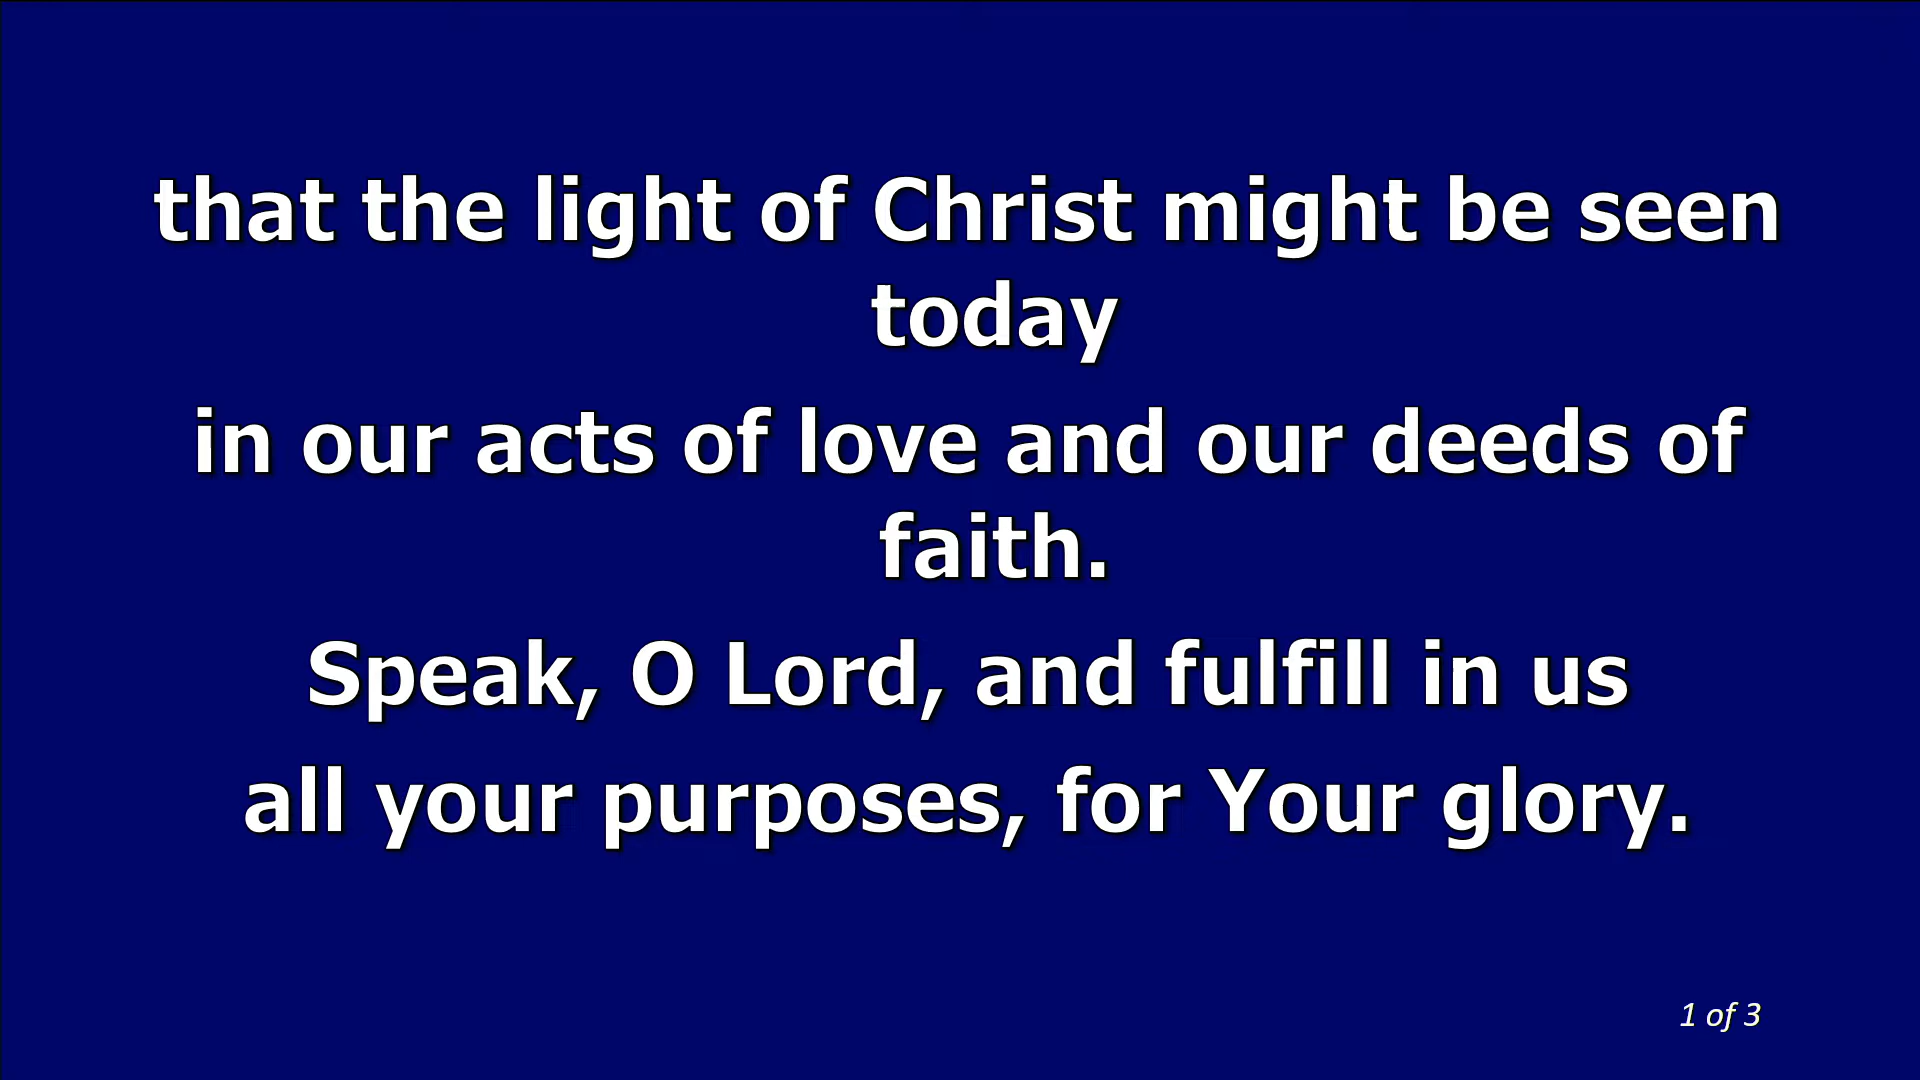 that the light of Christ might be seen
today
in our acts of love and our deeds of
faith.
Speak, O Lord, and fulfill in us
all your purposes, for Your glory.
1 of 3